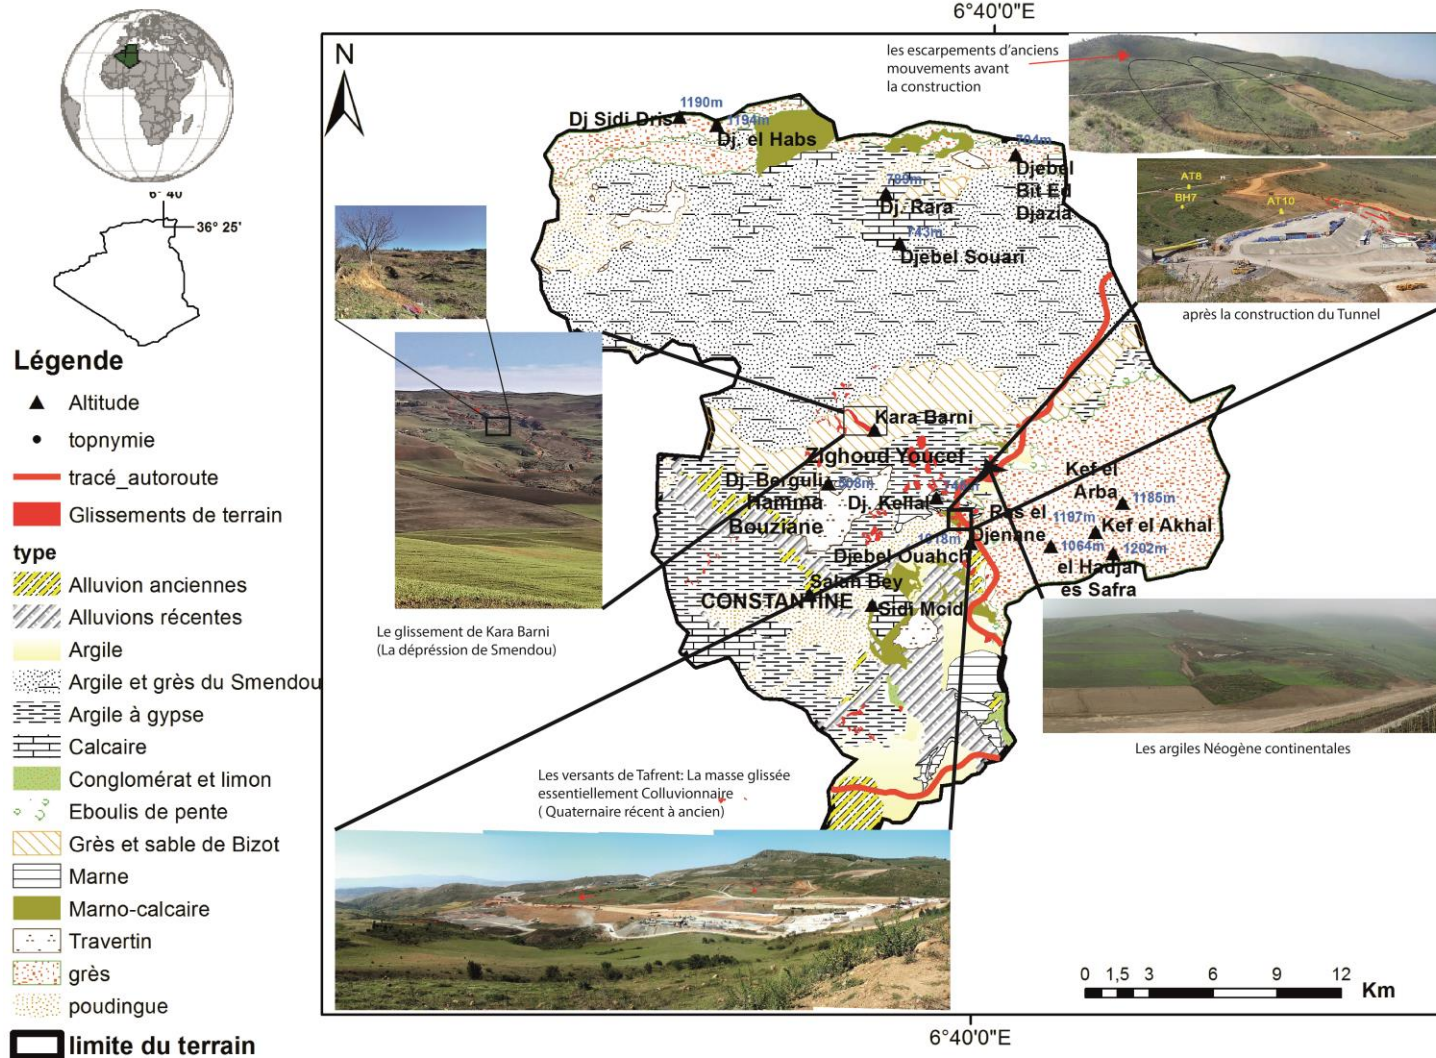 6°40'0"E
6° 40'
36° 25'
N
les escarpements d'anciens
mouvements avant
la construction
AT8
BH7
AT10
après la construction du Tunnel
1190m
Dj Sidi Dris
1194m
Dj. el Habs
704m
Djebel
Bit Ed
Djazia
789m
Dj. Rara
743m
Djebel Souari
Kara Barni
Zighoud Youcef
Dj. Berguli
Hamma
Bouziane
Dj. Kellal
Kef el
Arba
1185m
1197m
Kef el Akhal
Ras el
Djenane
1018m
1064m
1202m
Djebel Ouahch
el Hadjar
es Safra
Salah Bey
CONSTANTINE
Sidi Mcid
Le glissement de Kara Barni
(La dépréssion de Smendou)
Les argiles Néogène continentales
Les versants de Tafrent: La masse glissée
essentiellement Colluvionnaire
( Quaternaire récent à ancien)
Légende
Altitude
topnymie
tracé_autoroute
Glissements de terrain
type
Alluvion anciennes
Alluvions récentes
Argile
Argile et grès du Smendou
Argile à gypse
Calcaire
Conglomérat et limon
Eboulis de pente
Grès et sable de Bizot
Marne
Marno-calcaire
Travertin
grès
poudingue
limite du terrain
0 1,5 3 6 9 12
Km
6°40'0"E